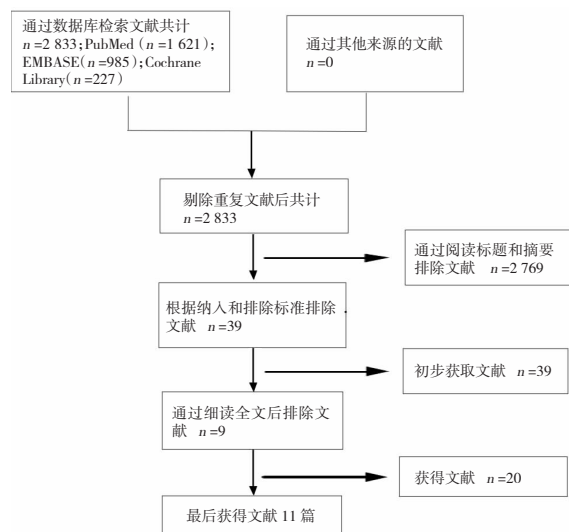 通过数据库检索文献共计
n=2 833;PubMed(n=1 621);
EMBASE(n=985);Cochrane
Library(n=227)
通过其他来源的文献
n=0
剔除重复文献后共计
n=2 833
通过阅读标题和摘要
排除文献 n=2 769
根据纳入和排除标准排除
文献 n=39
初步获取文献 n=39
通过细读全文后排除文
献 n=9
获得文献 n=20
最后获得文献 11 篇